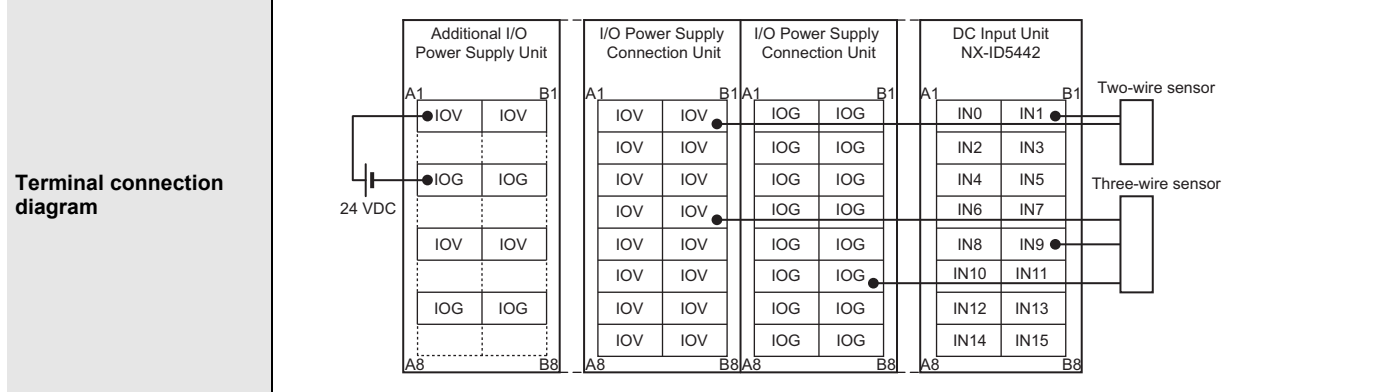 Terminal connection
diagram
Additional I/O
Power Supply Unit
I/O Power Supply
Connection Unit
I/O Power Supply
Connection Unit
DC Input Unit
NX-ID5442
A1 B1 A1 B1 A1 B1 A1 B1
Two-wire sensor
IOV IOV IOV IOV IOG IOG IN0 IN1
IOV IOV IOG IOG IN2 IN3
IOG IOG IOV IOV IOG IOG IN4 IN5
Three-wire sensor
24 VDC
IOV IOV IOG IOG IN6 IN7
IOV IOV IOV IOV IOG IOG IN8 IN9
IOV IOV IOG IOG IN10 IN11
IOG IOG IOV IOV IOG IOG IN12 IN13
IOV IOV IOG IOG IN14 IN15
A8 B8 A8 B8 A8 B8 A8 B8